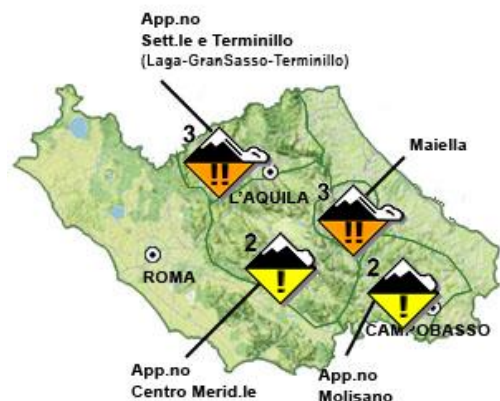 App.no
Sett.le e Terminillo
(Laga-GranSasso-Terminillo)
3
!!
L'AQUILA
Maiella
3
!!
2
!
ROMA
2
!
CAMPOBASSO
App.no
Centro Merid.le
App.no
Molisano